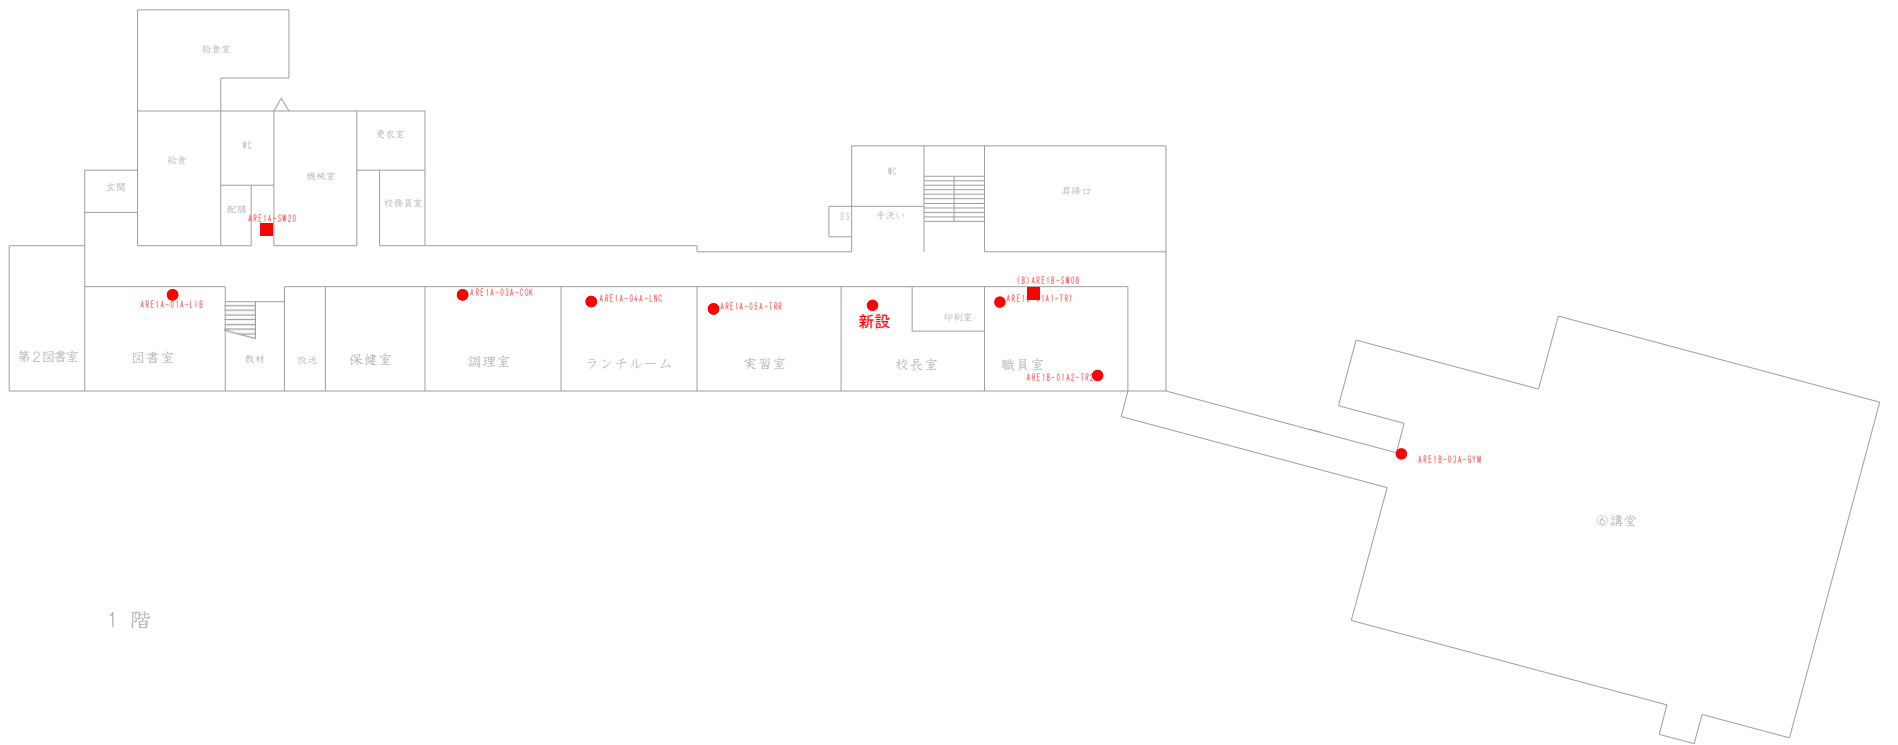 給食室
更衣室
WC
給食
機械室
WC
玄関
昇降口
校務員室
配膳
手洗い
DS
ARE1A-SW20
(B)ARE1B-SW08
ARE1A-03A-COK
ARE1A-04A-LNC
ARE1A-01A-LIB
ARE1A-05A-TRR
新設
印刷室
第2図書室
図書室
教材
放送
保健室
調理室
ランチルーム
実習室
校長室
職員室
ARE1B-01A2-TR2
ARE1B-03A-GYM
⑥講堂
1 階